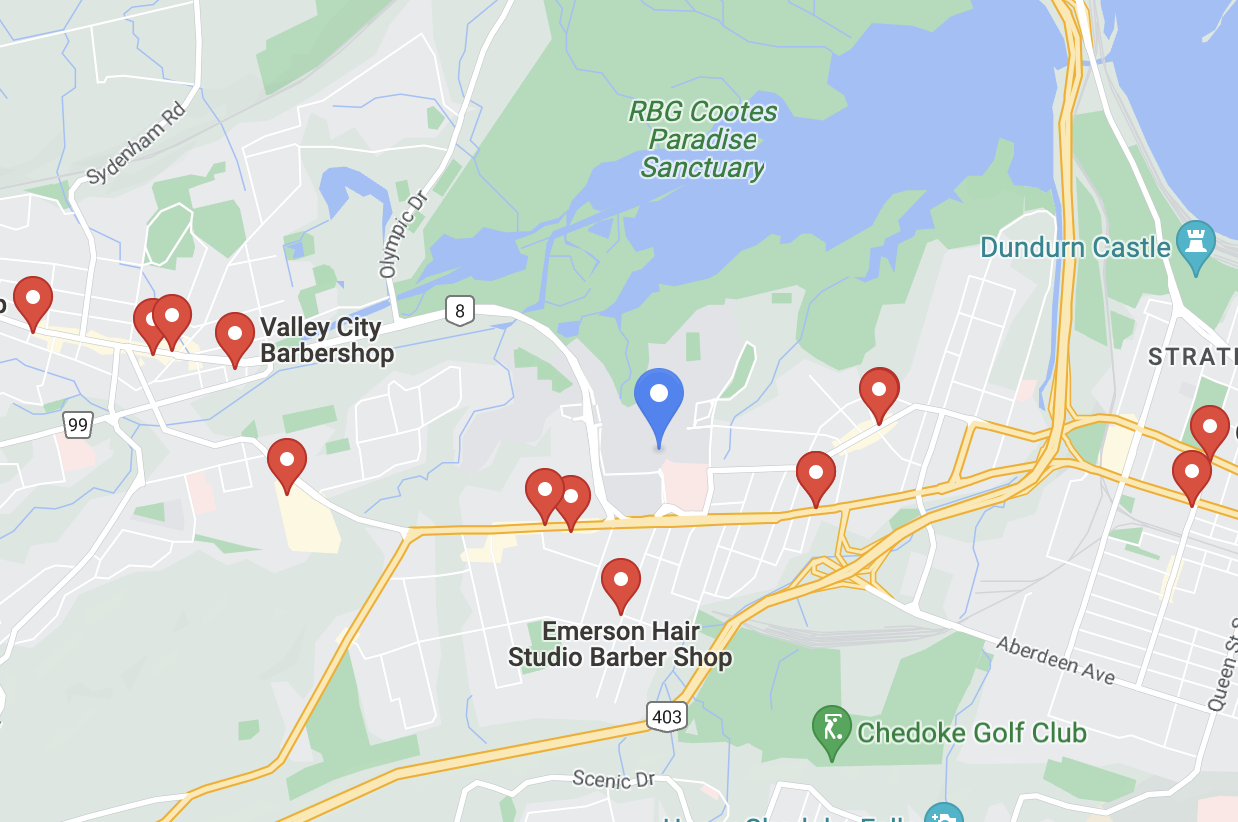 RBG Cootes
Paradise
Sanctuary
Sydenham Rd
Olympic Dr
Dundurn Castle
8
Valley City
Barbershop
99
Emerson Hair
Studio Barber Shop
Aberdeen Ave
Queen St S
403
Chedoke Golf Club
Scenic Dr